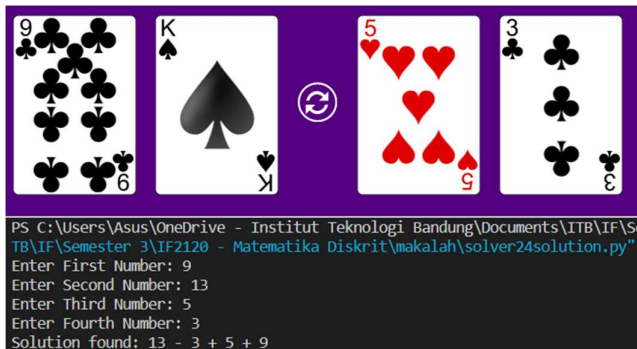 9 K 5 3
9 K 5 3
PS C:\Users\Asus\OneDrive - Institut Teknologi Bandung\Documents\ITB\IF\S
TB\IF\Semester 3\IF2120 - Matematika Diskrit\makalah\solver24solution.py"
Enter First Number: 9
Enter Second Number: 13
Enter Third Number: 5
Enter Fourth Number: 3
Solution found: 13 - 3 + 5 + 9